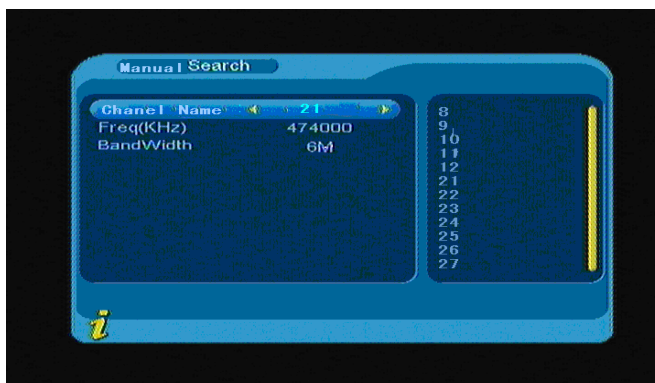 Manual Search
Chanel Name 21
Freq(KHz) 474000
BandWidth 6M
8
9
10
11
12
21
22
23
24
25
26
27
i